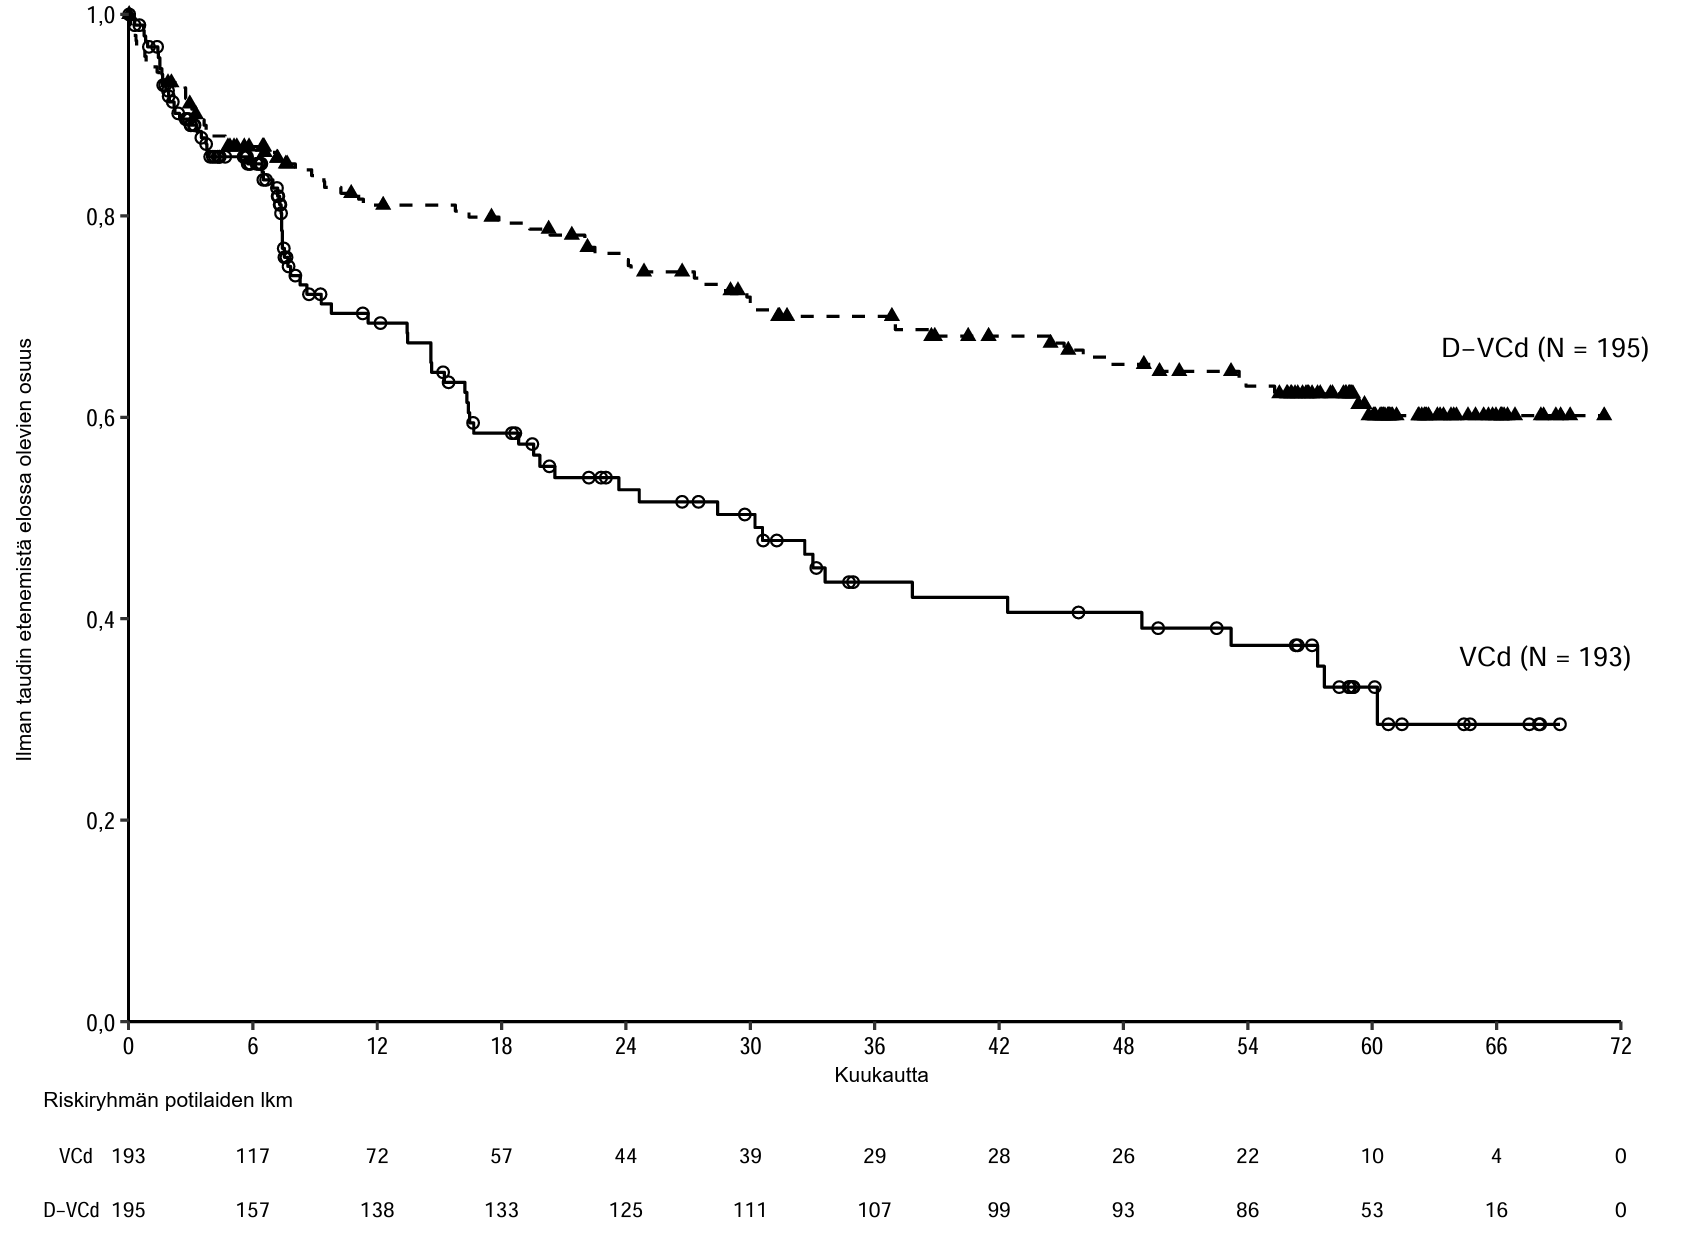 Ilman taudin etenemistä elossa olevien osuus
1,0
0,8
0,6
0,4
0,2
0,0
D–VCd (N = 195)
VCd (N = 193)
0 6 12 18 24 30 36 42 48 54 60 66 72
Kuukautta
Riskiryhmän potilaiden lkm
VCd 193 117 72 57 44 39 29 28 26 22 10 4 0
D–VCd 195 157 138 133 125 111 107 99 93 86 53 16 0